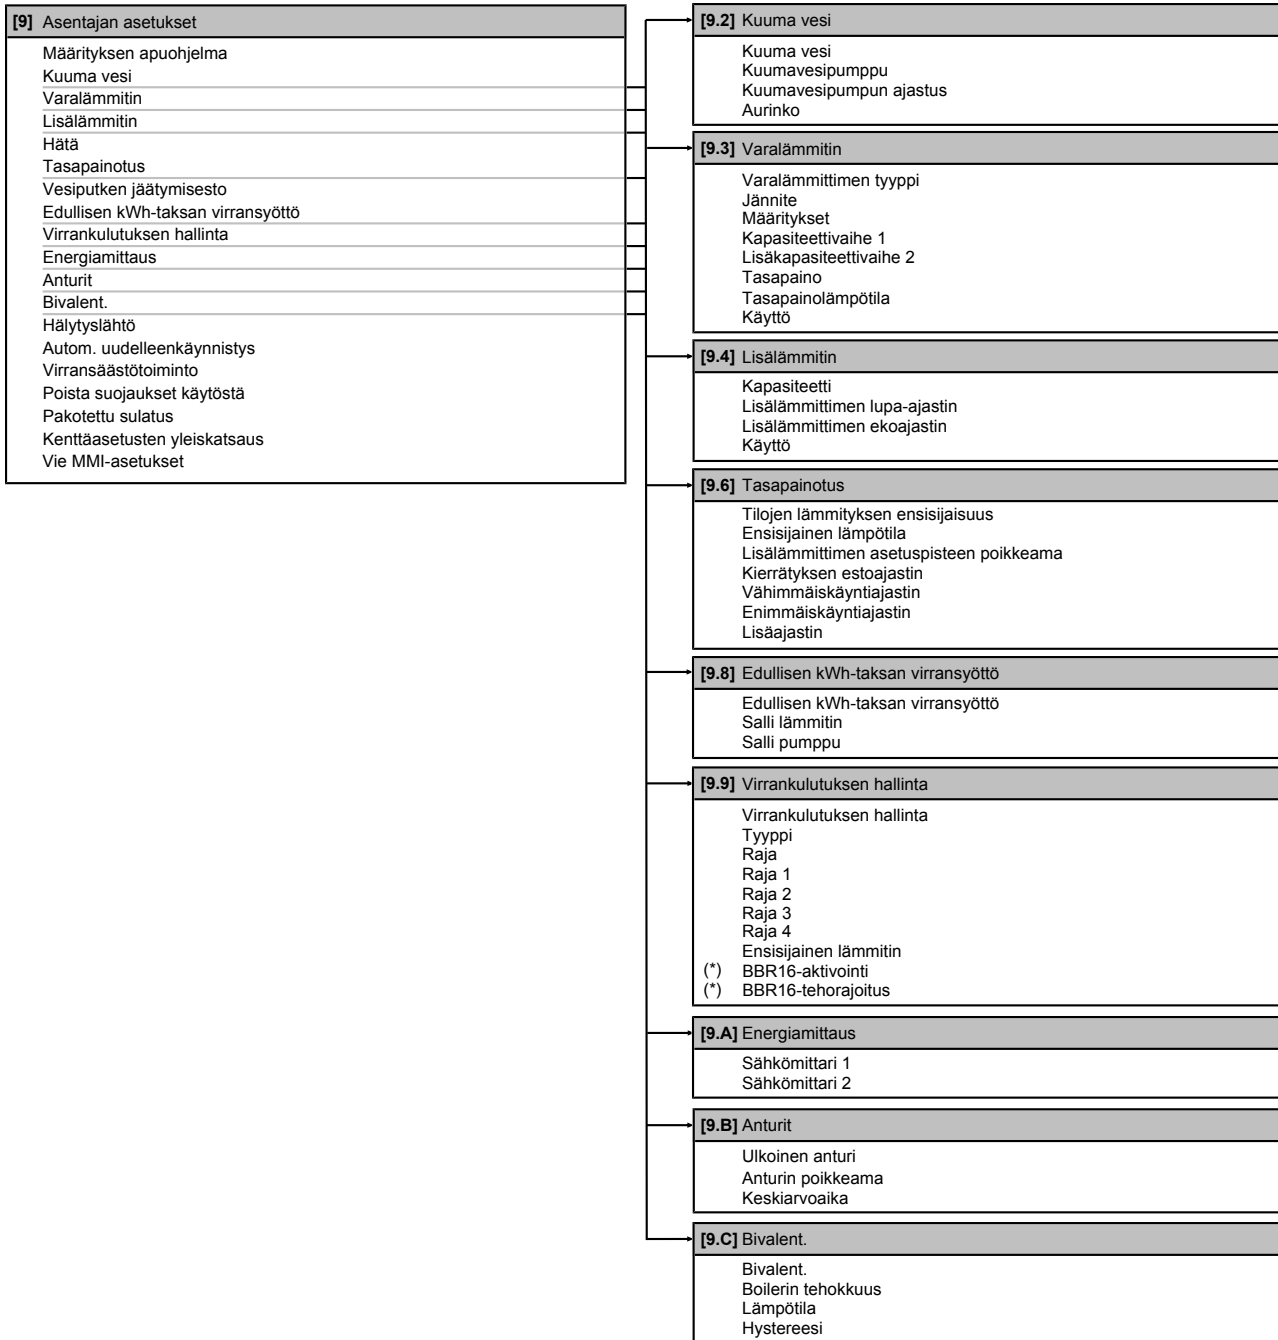 [9] Asentajan asetukset
Määrityksen apuohjelma
Kuuma vesi
Varalämmitin
Lisälämmitin
Hätä
Tasapainotus
Vesiputken jäätymisesto
Edullisen kWh-taksan virransyöttö
Virrankulutuksen hallinta
Energiamittaus
Anturit
Bivalent.
Hälytyslähtö
Autom. uudelleenkäynnistys
Virransäästötoiminto
Poista suojaukset käytöstä
Pakotettu sulatus
Kenttäasetusten yleiskatsaus
Vie MMI-asetukset
[9.2] Kuuma vesi
Kuuma vesi
Kuumavesipumppu
Kuumavesipumpun ajastus
Aurinko
[9.3] Varalämmitin
Varalämmittimen tyyppi
Jännite
Määritykset
Kapasiteettivaihe 1
Lisäkapasiteettivaihe 2
Tasapaino
Tasapainolämpötila
Käyttö
[9.4] Lisälämmitin
Kapasiteetti
Lisälämmittimen lupa-ajastin
Lisälämmittimen ekoajastin
Käyttö
[9.6] Tasapainotus
Tilojen lämmityksen ensisijaisuus
Ensisijainen lämpötila
Lisälämmittimen asetuspisteen poikkeama
Kierrätyksen estoajastin
Vähimmäiskäyntiajastin
Enimmäiskäyntiajastin
Lisäajastin
[9.8] Edullisen kWh-taksan virransyöttö
Edullisen kWh-taksan virransyöttö
Salli lämmitin
Salli pumppu
[9.9] Virrankulutuksen hallinta
Virrankulutuksen hallinta
Tyyppi
Raja
Raja 1
Raja 2
Raja 3
Raja 4
Ensisijainen lämmitin
(*) BBR16-aktivointi
(*) BBR16-tehorajoitus
[9.A] Energiamittaus
Sähkömittari 1
Sähkömittari 2
[9.B] Anturit
Ulkoinen anturi
Anturin poikkeama
Keskiarvoaika
[9.C] Bivalent.
Bivalent.
Boilerin tehokkuus
Lämpötila
Hystereesi